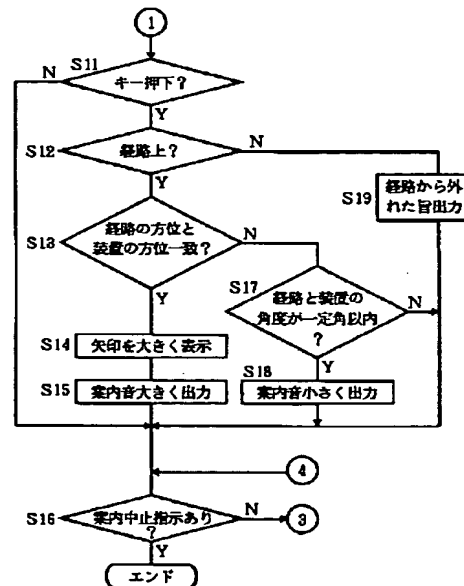 1
S11
N
キー押下?
Y
S12
経路上?
N
Y
S19
経路から外
れた旨出力
S13
経路の方位と
装置の方位一致?
N
Y
S17
経路と装置の
角度が一定角以内
?
N
Y
S14
矢印を大きく表示
S15
案内音大きく出力
S18
案内音小さく出力
4
S16
案内中止指示あり
?
N
3
Y
エンド